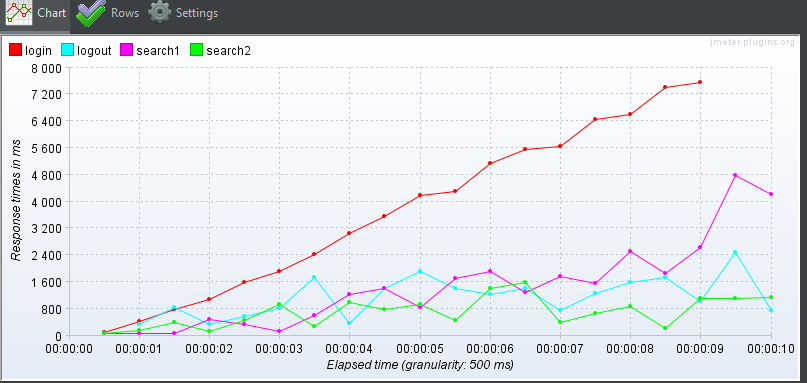 Chart Rows Settings
login logout search1 search2
jmeter-plugins.org
8 000
7 200
6 400
5 600
4 800
4 000
3 200
2 400
1 600
800
0
Response times in ms
00:00:00 00:00:01 00:00:02 00:00:03 00:00:04 00:00:05 00:00:06 00:00:07 00:00:08 00:00:09 00:00:10
Elapsed time (granularity: 500 ms)